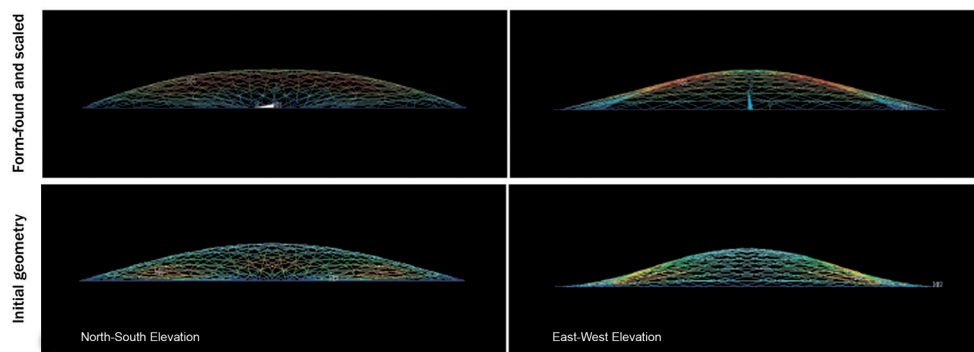 Form-found and scaled
Initial geometry
North-South Elevation
East-West Elevation